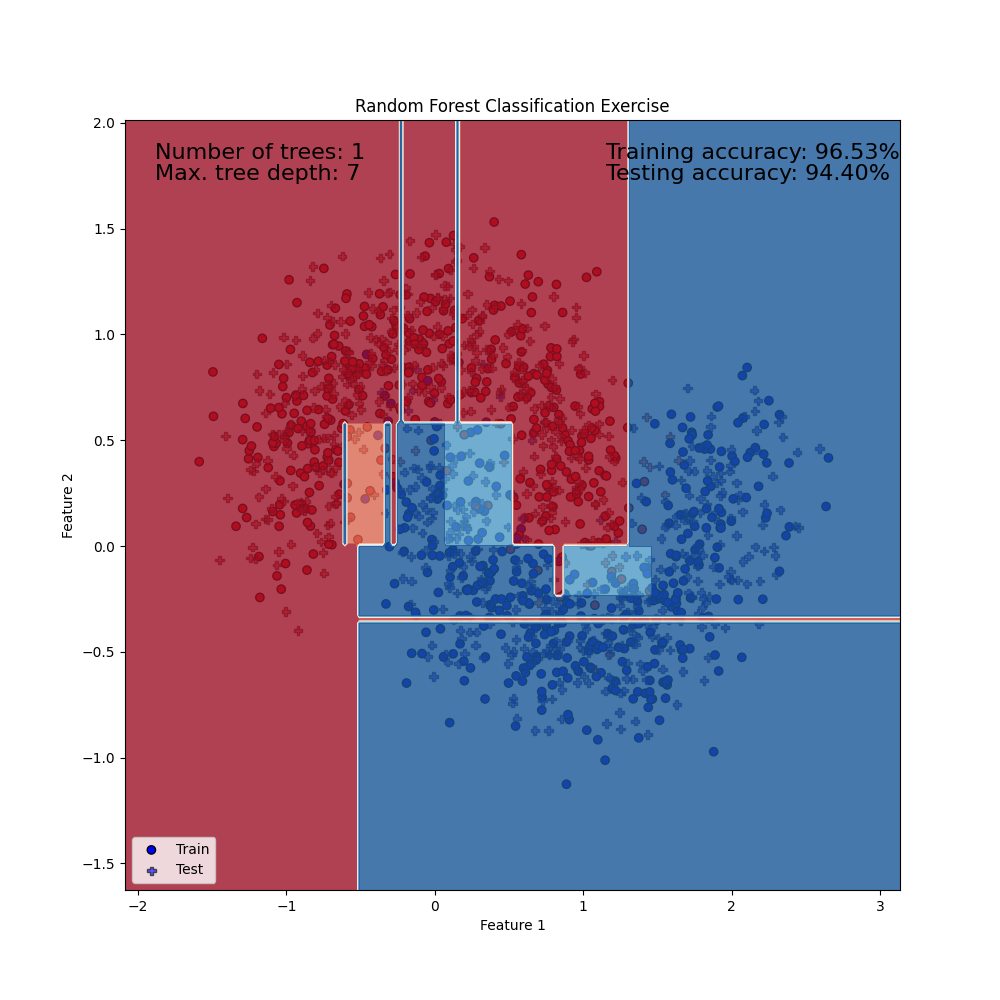 Random Forest Classification Exercise
Number of trees: 1
Max. tree depth: 7
Training accuracy: 96.53%
Testing accuracy: 94.40%
2.0
1.5
1.0
0.5
0.0
−0.5
−1.0
−1.5
Feature 2
Train
Test
−2
−1
0
1
2
3
Feature 1